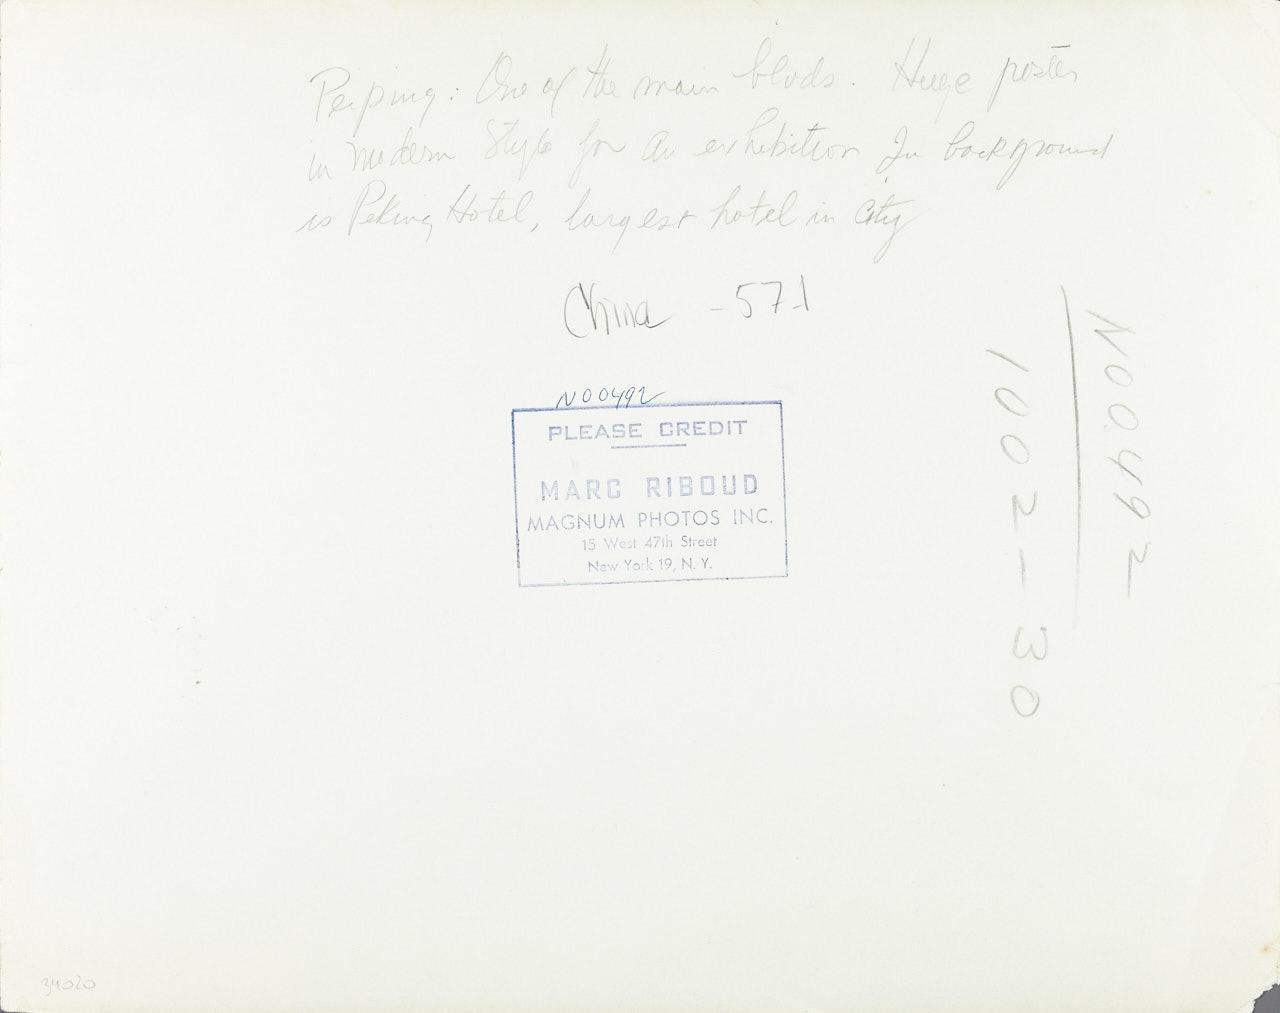 Peiping: One of the main blvds. Huge poster
in modern style for an exhibition In background
is Peking Hotel, largest hotel in city
China - 57-1
N00492
PLEASE CREDIT
MARC RIBOUD
MAGNUM PHOTOS INC.
15 West 47th Street
New York 19, N. Y.
N00492
1002-30
34020